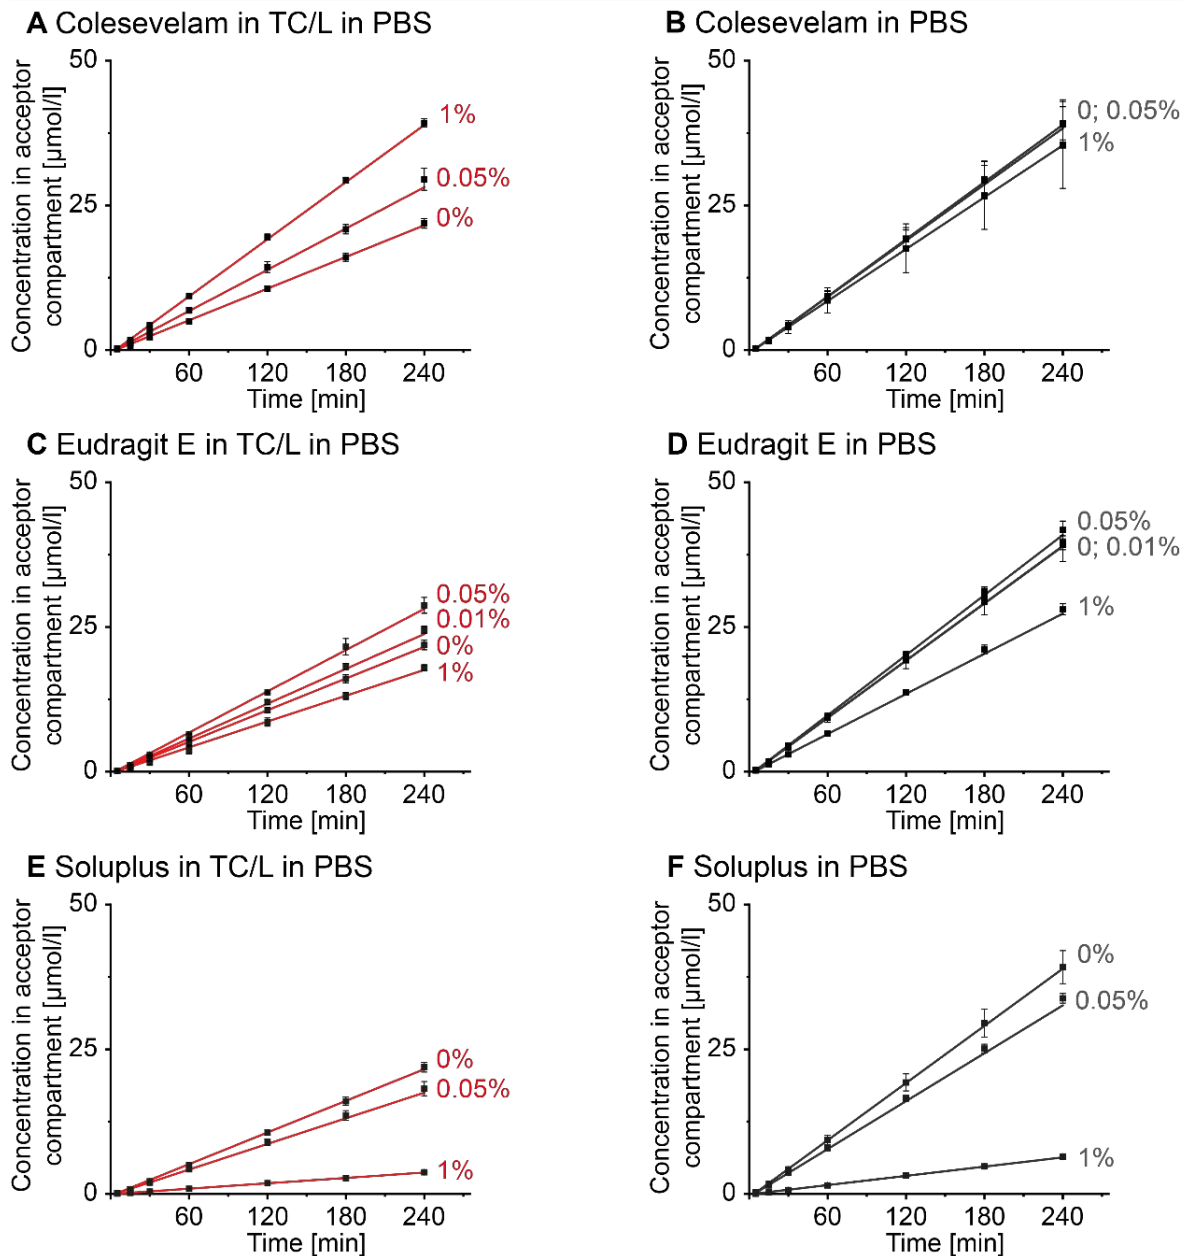 A Colesevelam in TC/L in PBS
Concentration in acceptor
compartment [µmol/l]
50
25
0
1%
0.05%
0%
60 120 180 240
Time [min]
B Colesevelam in PBS
Concentration in acceptor
compartment [µmol/l]
50
25
0
0; 0.05%
1%
60 120 180 240
Time [min]
C Eudragit E in TC/L in PBS
Concentration in acceptor
compartment [µmol/l]
50
25
0
0.05%
0.01%
0%
1%
60 120 180 240
Time [min]
D Eudragit E in PBS
Concentration in acceptor
compartment [µmol/l]
50
25
0
0.05%
0; 0.01%
1%
60 120 180 240
Time [min]
E Soluplus in TC/L in PBS
Concentration in acceptor
compartment [µmol/l]
50
25
0
0%
0.05%
1%
60 120 180 240
Time [min]
F Soluplus in PBS
Concentration in acceptor
compartment [µmol/l]
50
25
0
0%
0.05%
1%
60 120 180 240
Time [min]